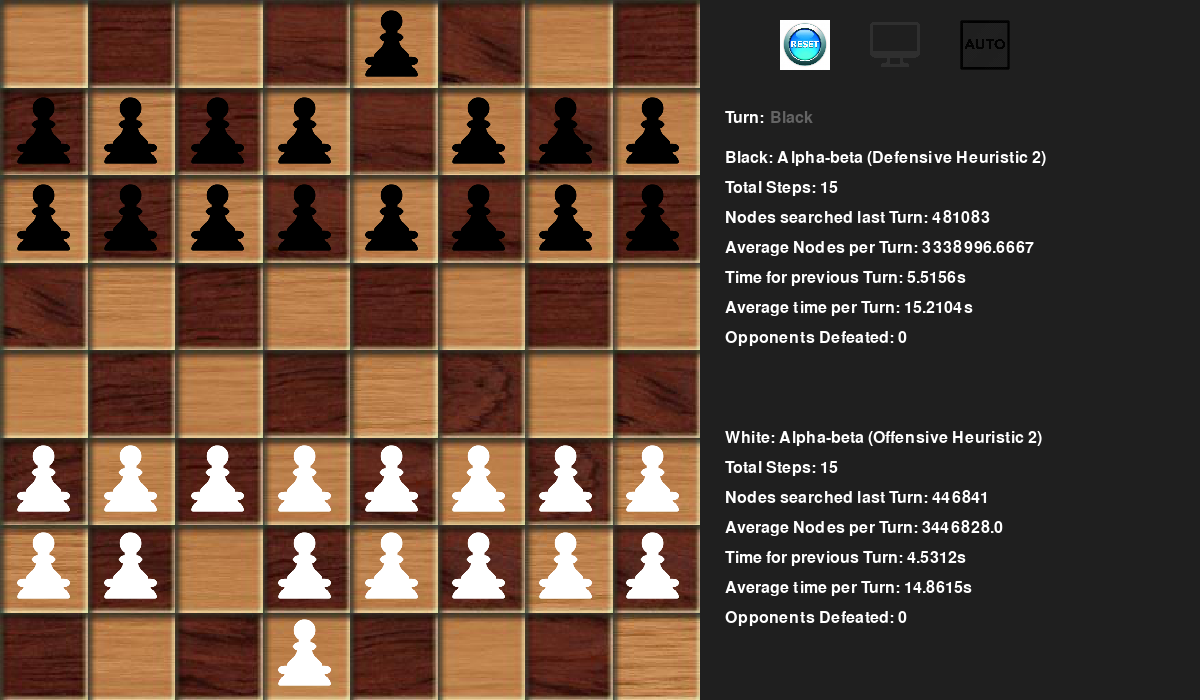 RESET
AUTO
Turn: Black
Black: Alpha-beta (Defensive Heuristic 2)
Total Steps: 15
Nodes searched last Turn: 481083
Average Nodes per Turn: 3338996.6667
Time for previous Turn: 5.5156s
Average time per Turn: 15.2104s
Opponents Defeated: 0
White: Alpha-beta (Offensive Heuristic 2)
Total Steps: 15
Nodes searched last Turn: 446841
Average Nodes per Turn: 3446828.0
Time for previous Turn: 4.5312s
Average time per Turn: 14.8615s
Opponents Defeated: 0